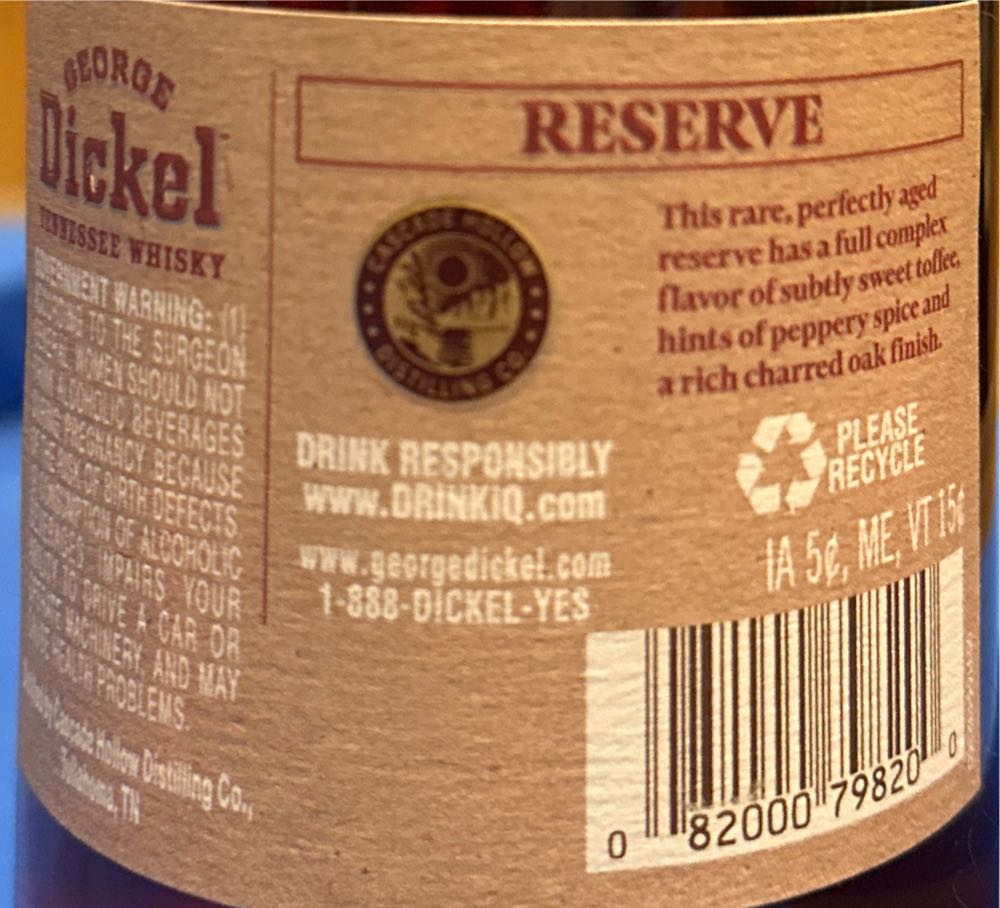 GEORGE
Dickel
TENNESSEE WHISKY
GOVERNMENT WARNING: (1)
TO THE SURGEON
WOMEN SHOULD NOT
ALCOHOLIC BEVERAGES
PREGNANCY BECAUSE
OF BIRTH DEFECTS.
CONSUMPTION OF ALCOHOLIC
BEVERAGES IMPAIRS YOUR
TO DRIVE A CAR OR
MACHINERY, AND MAY
HEALTH PROBLEMS.
by Cascade Hollow Distilling Co.,
Tullahoma, TN
RESERVE
CASCADE HOLLOW
DISTILLING CO.
This rare, perfectly aged
reserve has a full complex
flavor of subtly sweet toffee,
hints of peppery spice and
a rich charred oak finish.
DRINK RESPONSIBLY
www.DRINKiQ.com
www.georgedickel.com
1-888-DICKEL-YES
PLEASE
RECYCLE
IA 5¢, ME, VT 15¢
0 82000 79820 0